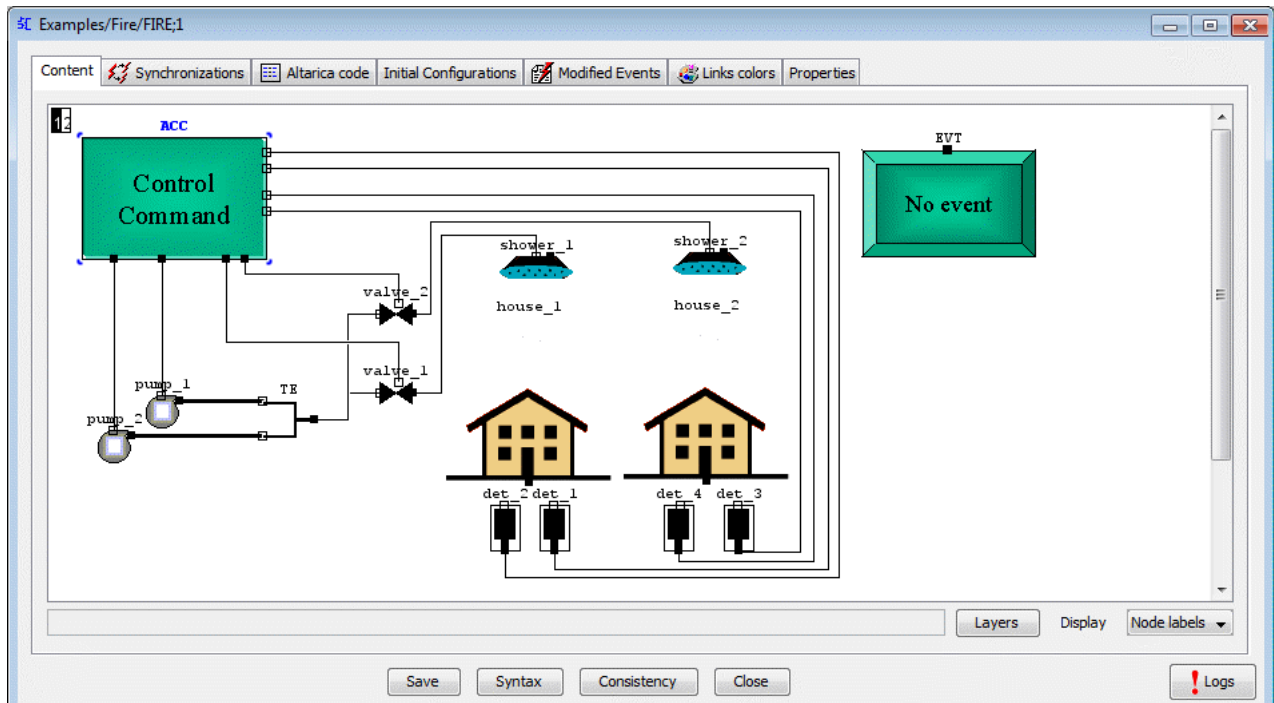 Examples/Fire/FIRE;1
Content
Synchronizations
Altarica code
Initial Configurations
Modified Events
Links colors
Properties
1 2
ACC
EVT
Control
Command
No event
shower_1
shower_2
valve_2
house_1
house_2
valve_1
pump_1
TE
pump_2
det_2
det_1
det_4
det_3
Layers
Display
Node labels
Save
Syntax
Consistency
Close
Logs